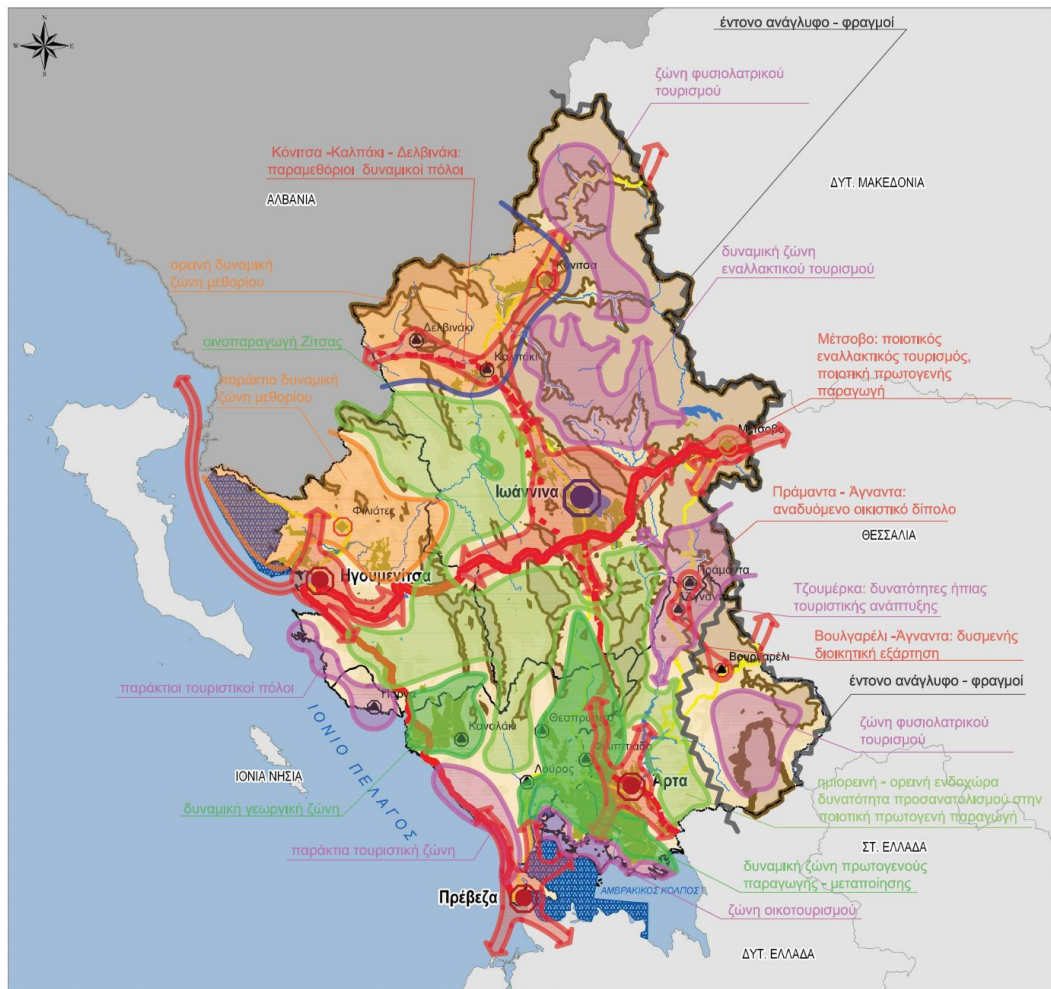 έντονο ανάγλυφο - φραγμοί
N
W
E
S
ζώνη φυσιολατρικού
τουρισμού
Κόνιτσα -Καλπάκι - Δελβινάκι:
παραμεθόριοι δυναμικοί πόλοι
ΑΛΒΑΝΙΑ
ΔΥΤ. ΜΑΚΕΔΟΝΙΑ
δυναμική ζώνη
εναλλακτικού τουρισμού
ορεινή δυναμική
ζώνη μεθορίου
Κόνιτσα
Δελβινάκι
οινοπαραγωγή Ζίτσας
Καλπάκι
Μέτσοβο: ποιοτικός
εναλλακτικός τουρισμός,
ποιοτική πρωτογενής
παραγωγή
παράκτια δυναμική
ζώνη μεθορίου
Μέτσοβο
Ιωάννινα
Πράμαντα - Άγναντα:
αναδυόμενο οικιστικό δίπολο
Φιλιάτες
ΘΕΣΣΑΛΙΑ
Ηγουμενίτσα
Πράμαντα
Άγναντα
Τζουμέρκα: δυνατότητες ήπιας
τουριστικής ανάπτυξης
Βουλγαρέλι -Άγναντα: δυσμενής
διοικητική εξάρτηση
Βουργαρέλι
έντονο ανάγλυφο - φραγμοί
παράκτιοι τουριστικοί πόλοι
Πάργα
Καναλάκι
Θεσπρωτικό
ζώνη φυσιολατρικού
τουρισμού
Φιλιππιάδα
ΙΟΝΙΟ ΠΕΛΑΓΟΣ
ΙΟΝΙΑ ΝΗΣΙΑ
Λούρος
Άρτα
ημιορεινή - ορεινή ενδοχώρα
δυνατότητα προσανατολισμού στην
ποιοτική πρωτογενή παραγωγή
δυναμική γεωργική ζώνη
παράκτια τουριστική ζώνη
ΣΤ. ΕΛΛΑΔΑ
δυναμική ζώνη πρωτογενούς
παραγωγής - μεταποίησης
Πρέβεζα
ΑΜΒΡΑΚΙΚΟΣ ΚΟΛΠΟΣ
ζώνη οικοτουρισμού
ΔΥΤ. ΕΛΛΑΔΑ